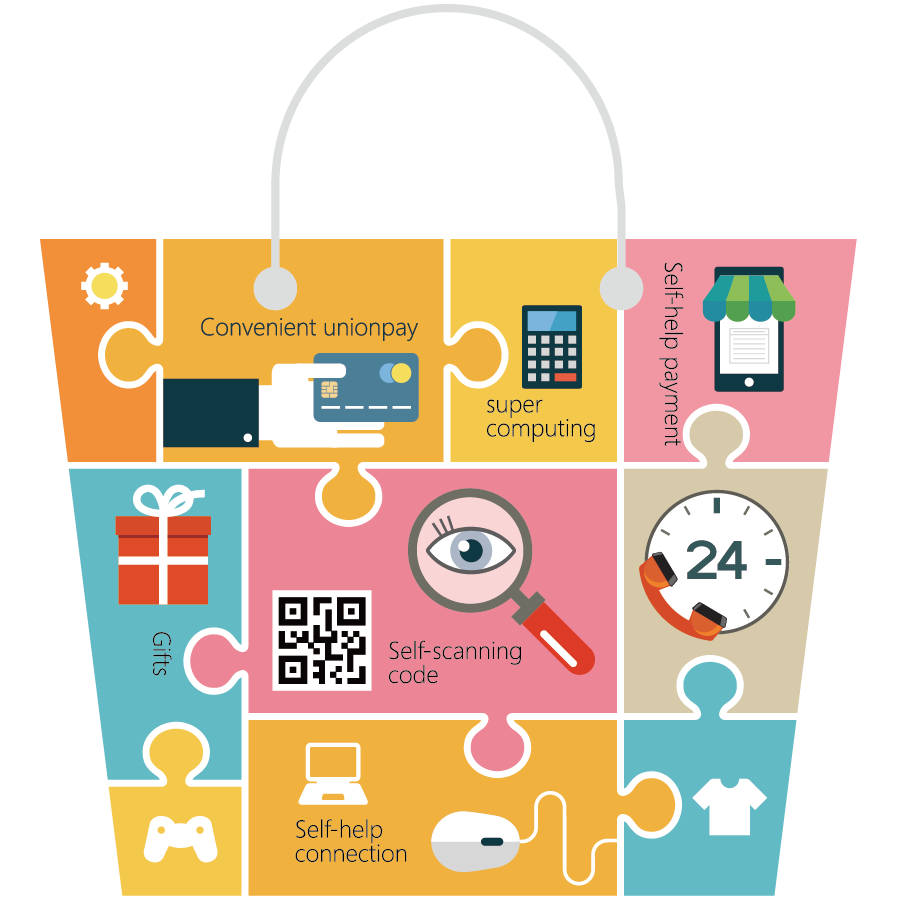 Convenient unionpay
super
computing
Self-help payment
Gifts
Self-scanning
code
24
Self-help
connection